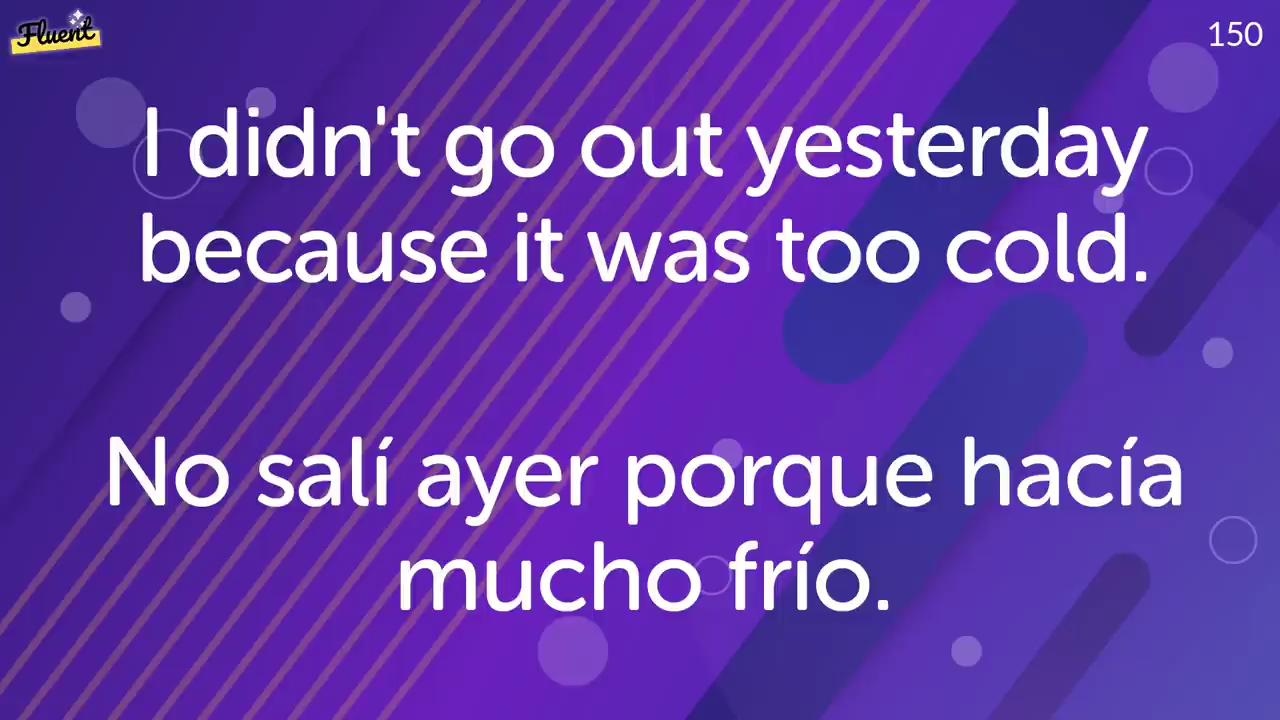 Fluent
150
I didn't go out yesterday
because it was too cold.
No salí ayer porque hacía
mucho frío.